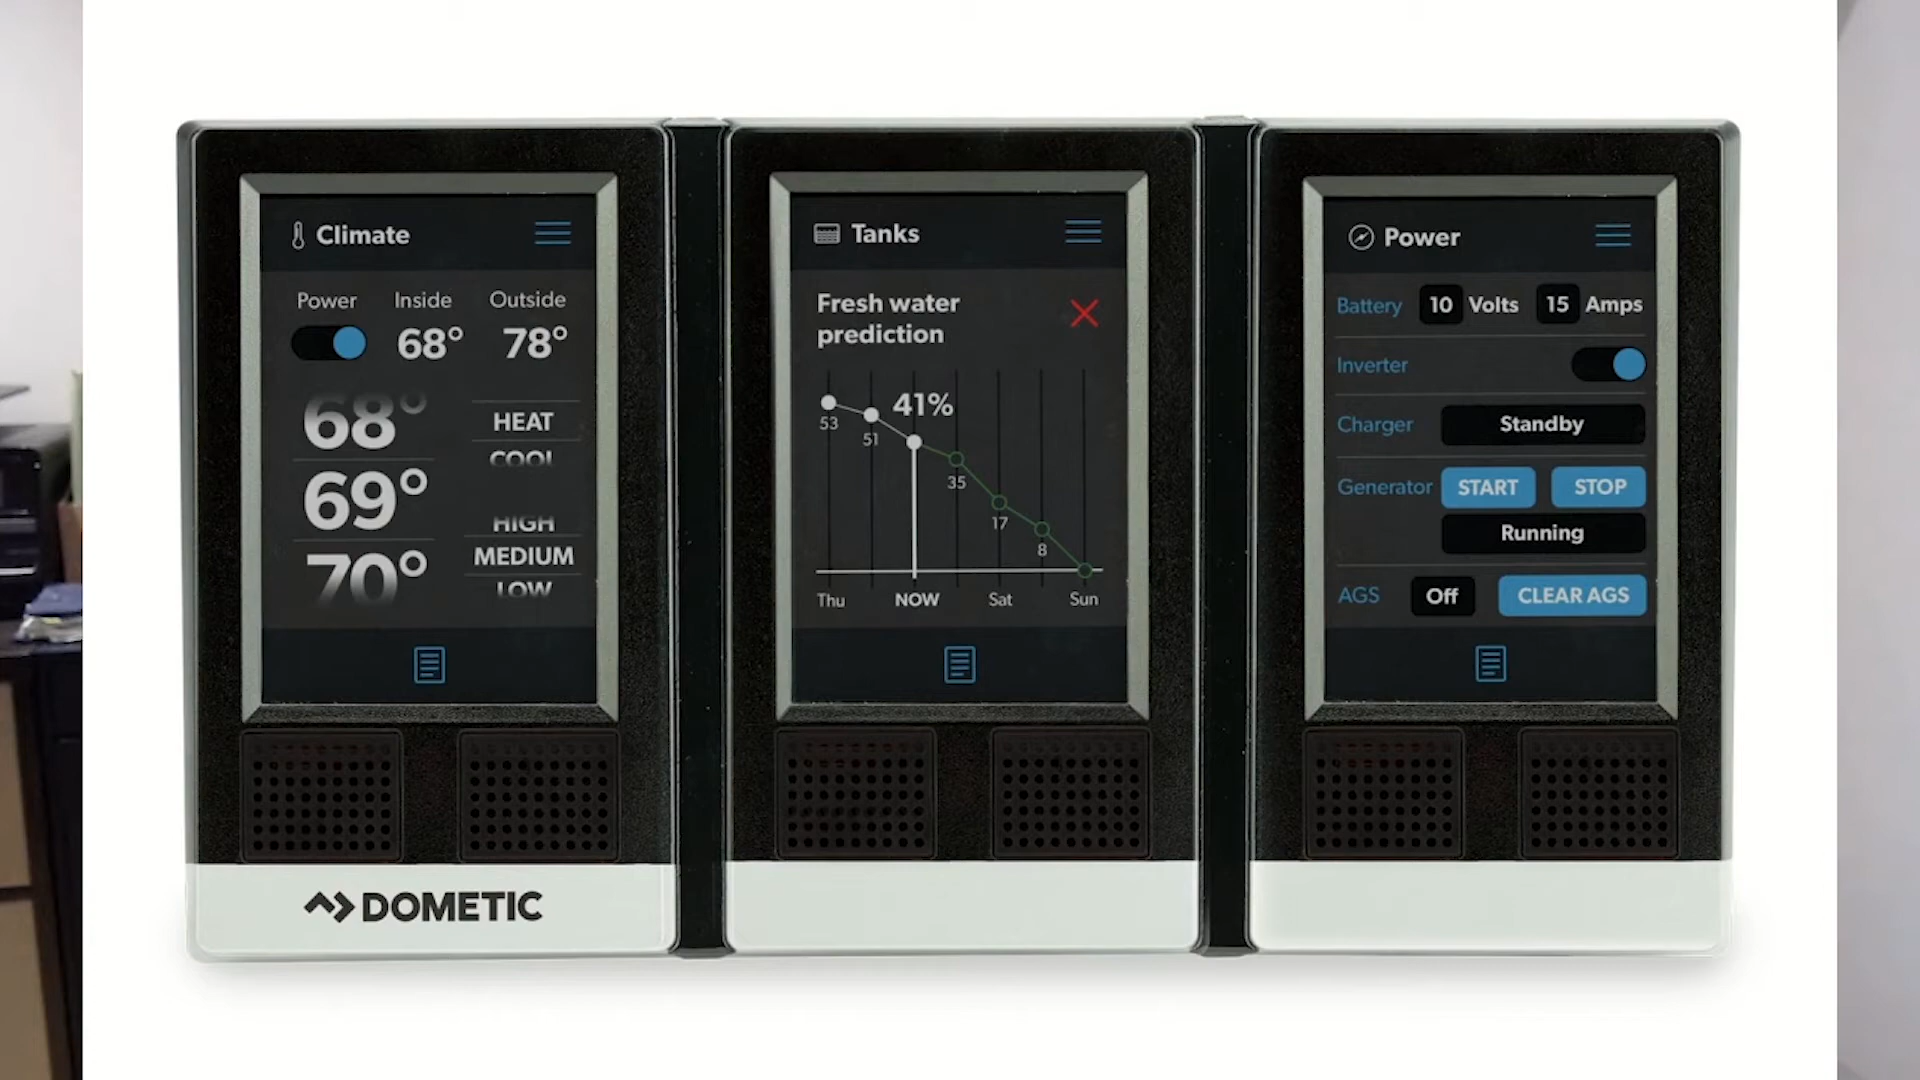 Climate
Power Inside Outside
68° 78°
68°
69°
70°
HEAT
COOL
HIGH
MEDIUM
LOW
DOMETIC
Tanks
Fresh water
prediction
41%
53
51
35
17
8
Thu NOW Sat Sun
Power
Battery 10 Volts 15 Amps
Inverter
Charger Standby
Generator START STOP
Running
AGS Off CLEAR AGS